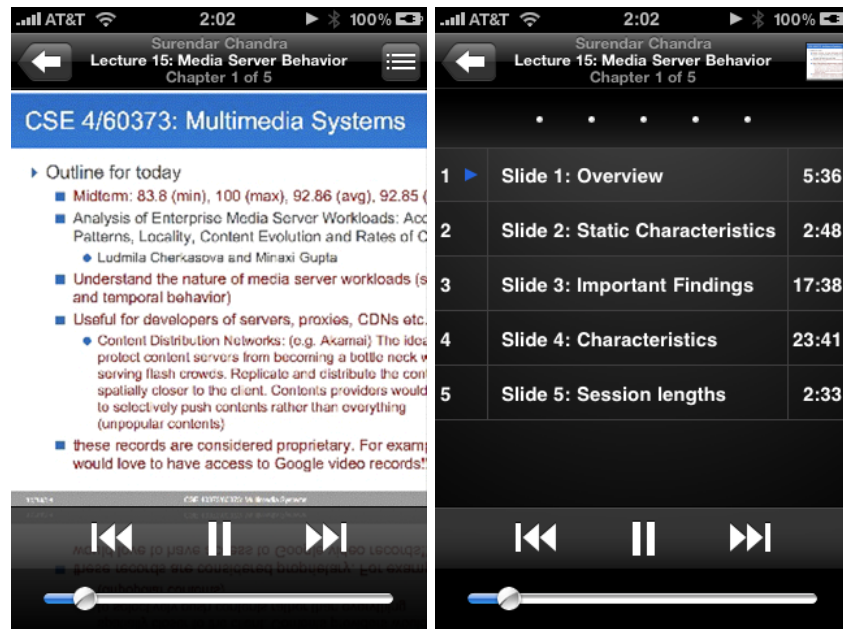 AT&T 2:02 100%
Surendar Chandra
Lecture 15: Media Server Behavior
Chapter 1 of 5
CSE 4/60373: Multimedia Systems
Outline for today
Midterm: 83.8 (min), 100 (max), 92.86 (avg), 92.85 (
Analysis of Enterprise Media Server Workloads: Acc
Patterns, Locality, Content Evolution and Rates of C
Ludmila Cherkasova and Minaxi Gupta
Understand the nature of media server workloads (s
and temporal behavior)
Useful for developers of servers, proxies, CDNs etc.
Content Distribution Networks: (e.g. Akamai) The idea
protect content servers from becoming a bottle neck w
serving flash crowds. Replicate and distribute the cont
spatially closer to the client. Contents providers would
to selectively push contents rather than everything
(unpopular contents)
these records are considered proprietary. For examp
would love to have access to Google video records!
AT&T 2:02 100%
Surendar Chandra
Lecture 15: Media Server Behavior
Chapter 1 of 5
1 Slide 1: Overview 5:36
2 Slide 2: Static Characteristics 2:48
3 Slide 3: Important Findings 17:38
4 Slide 4: Characteristics 23:41
5 Slide 5: Session lengths 2:33